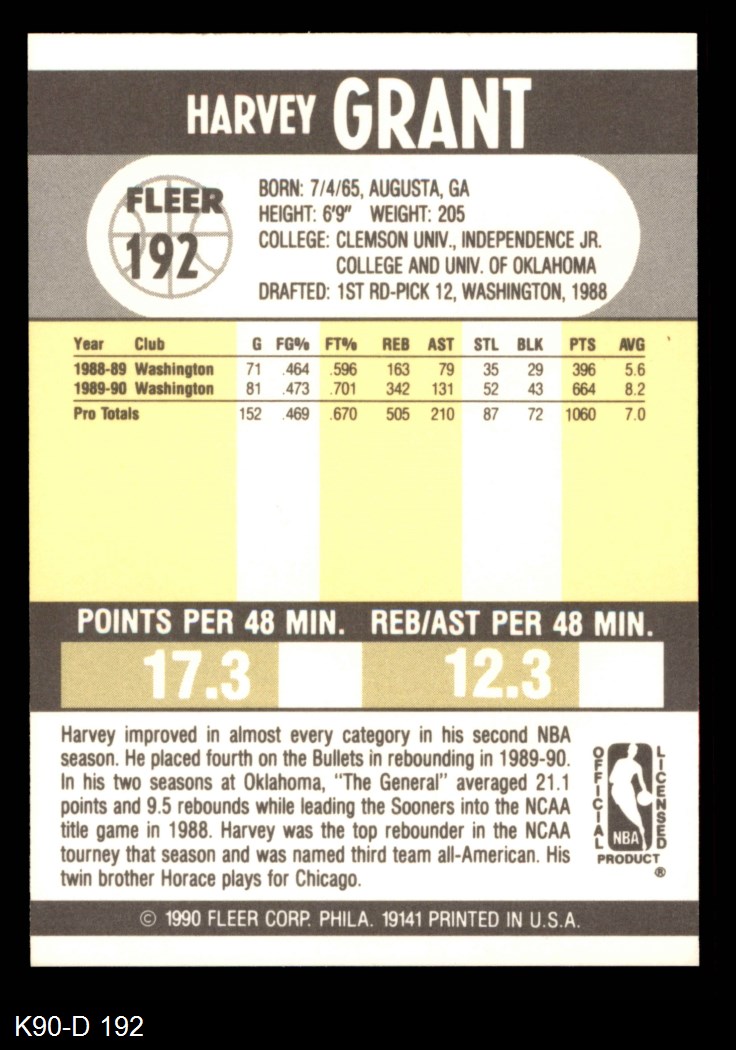 HARVEY GRANT
FLEER
192
BORN: 7/4/65, AUGUSTA, GA
HEIGHT: 6'9" WEIGHT: 205
COLLEGE: CLEMSON UNIV., INDEPENDENCE JR.
COLLEGE AND UNIV. OF OKLAHOMA
DRAFTED: 1ST RD-PICK 12, WASHINGTON, 1988
Year Club G FG% FT% REB AST STL BLK PTS AVG
1988-89 Washington 71 .464 .596 163 79 35 29 396 5.6
1989-90 Washington 81 .473 .701 342 131 52 43 664 8.2
Pro Totals 152 .469 .670 505 210 87 72 1060 7.0
POINTS PER 48 MIN. REB/AST PER 48 MIN.
17.3 12.3
Harvey improved in almost every category in his second NBA
season. He placed fourth on the Bullets in rebounding in 1989-90.
In his two seasons at Oklahoma, "The General" averaged 21.1
points and 9.5 rebounds while leading the Sooners into the NCAA
title game in 1988. Harvey was the top rebounder in the NCAA
tourney that season and was named third team all-American. His
twin brother Horace plays for Chicago.
OFFICIAL
LICENSED
NBA
PRODUCT
®
© 1990 FLEER CORP. PHILA. 19141 PRINTED IN U.S.A.
K90-D 192